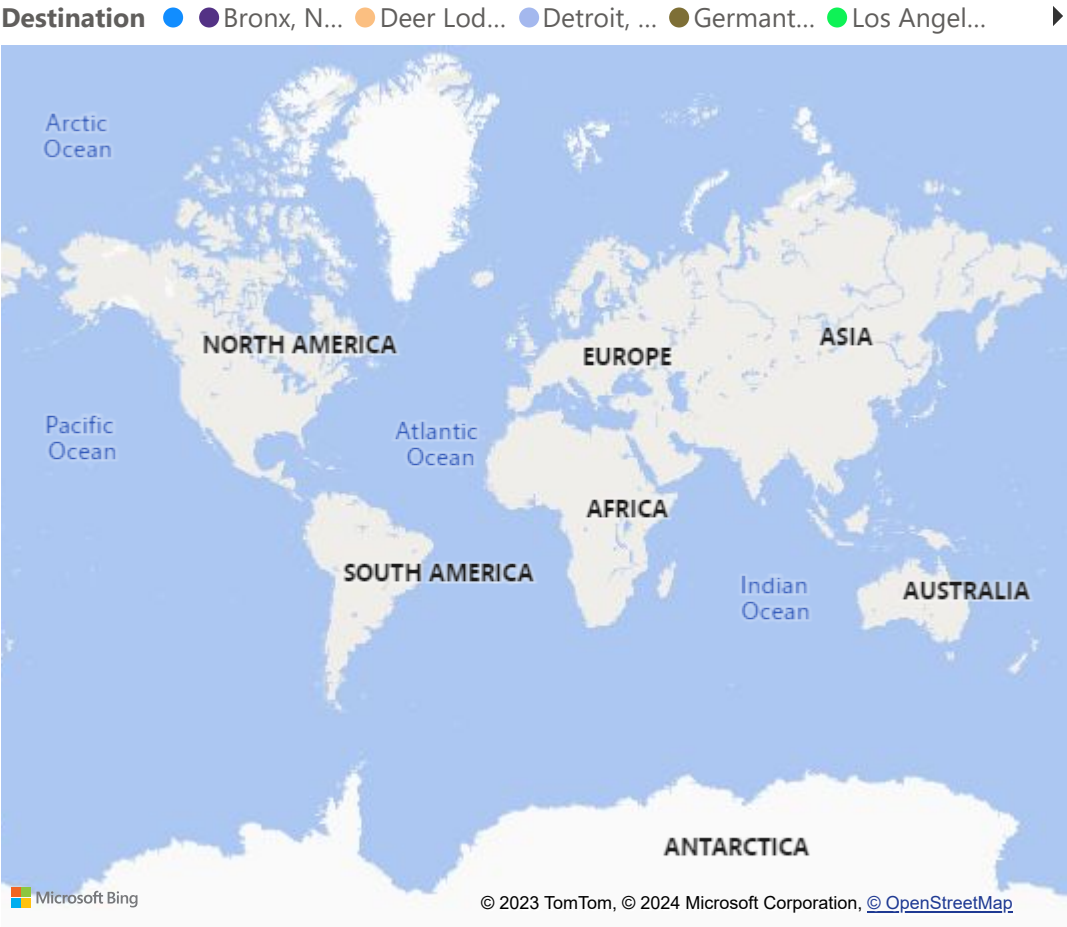 Destination Bronx, N... Deer Lod... Detroit, ... Germant... Los Angel...
Arctic
Ocean
NORTH AMERICA
EUROPE
ASIA
Pacific
Ocean
Atlantic
Ocean
AFRICA
SOUTH AMERICA
Indian
Ocean
AUSTRALIA
ANTARCTICA
Microsoft Bing
© 2023 TomTom, © 2024 Microsoft Corporation, © OpenStreetMap